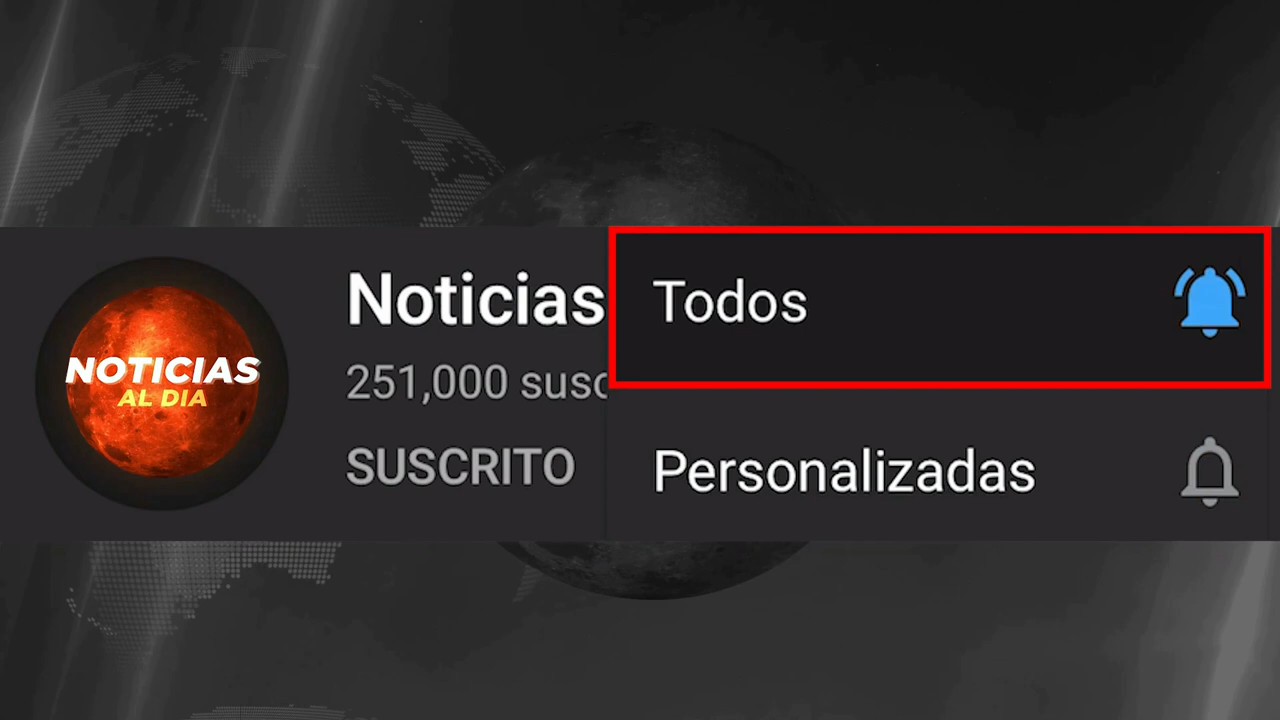 NOTICIAS
AL DIA
Noticias
251,000 susc
SUSCRITO
Todos
Personalizadas